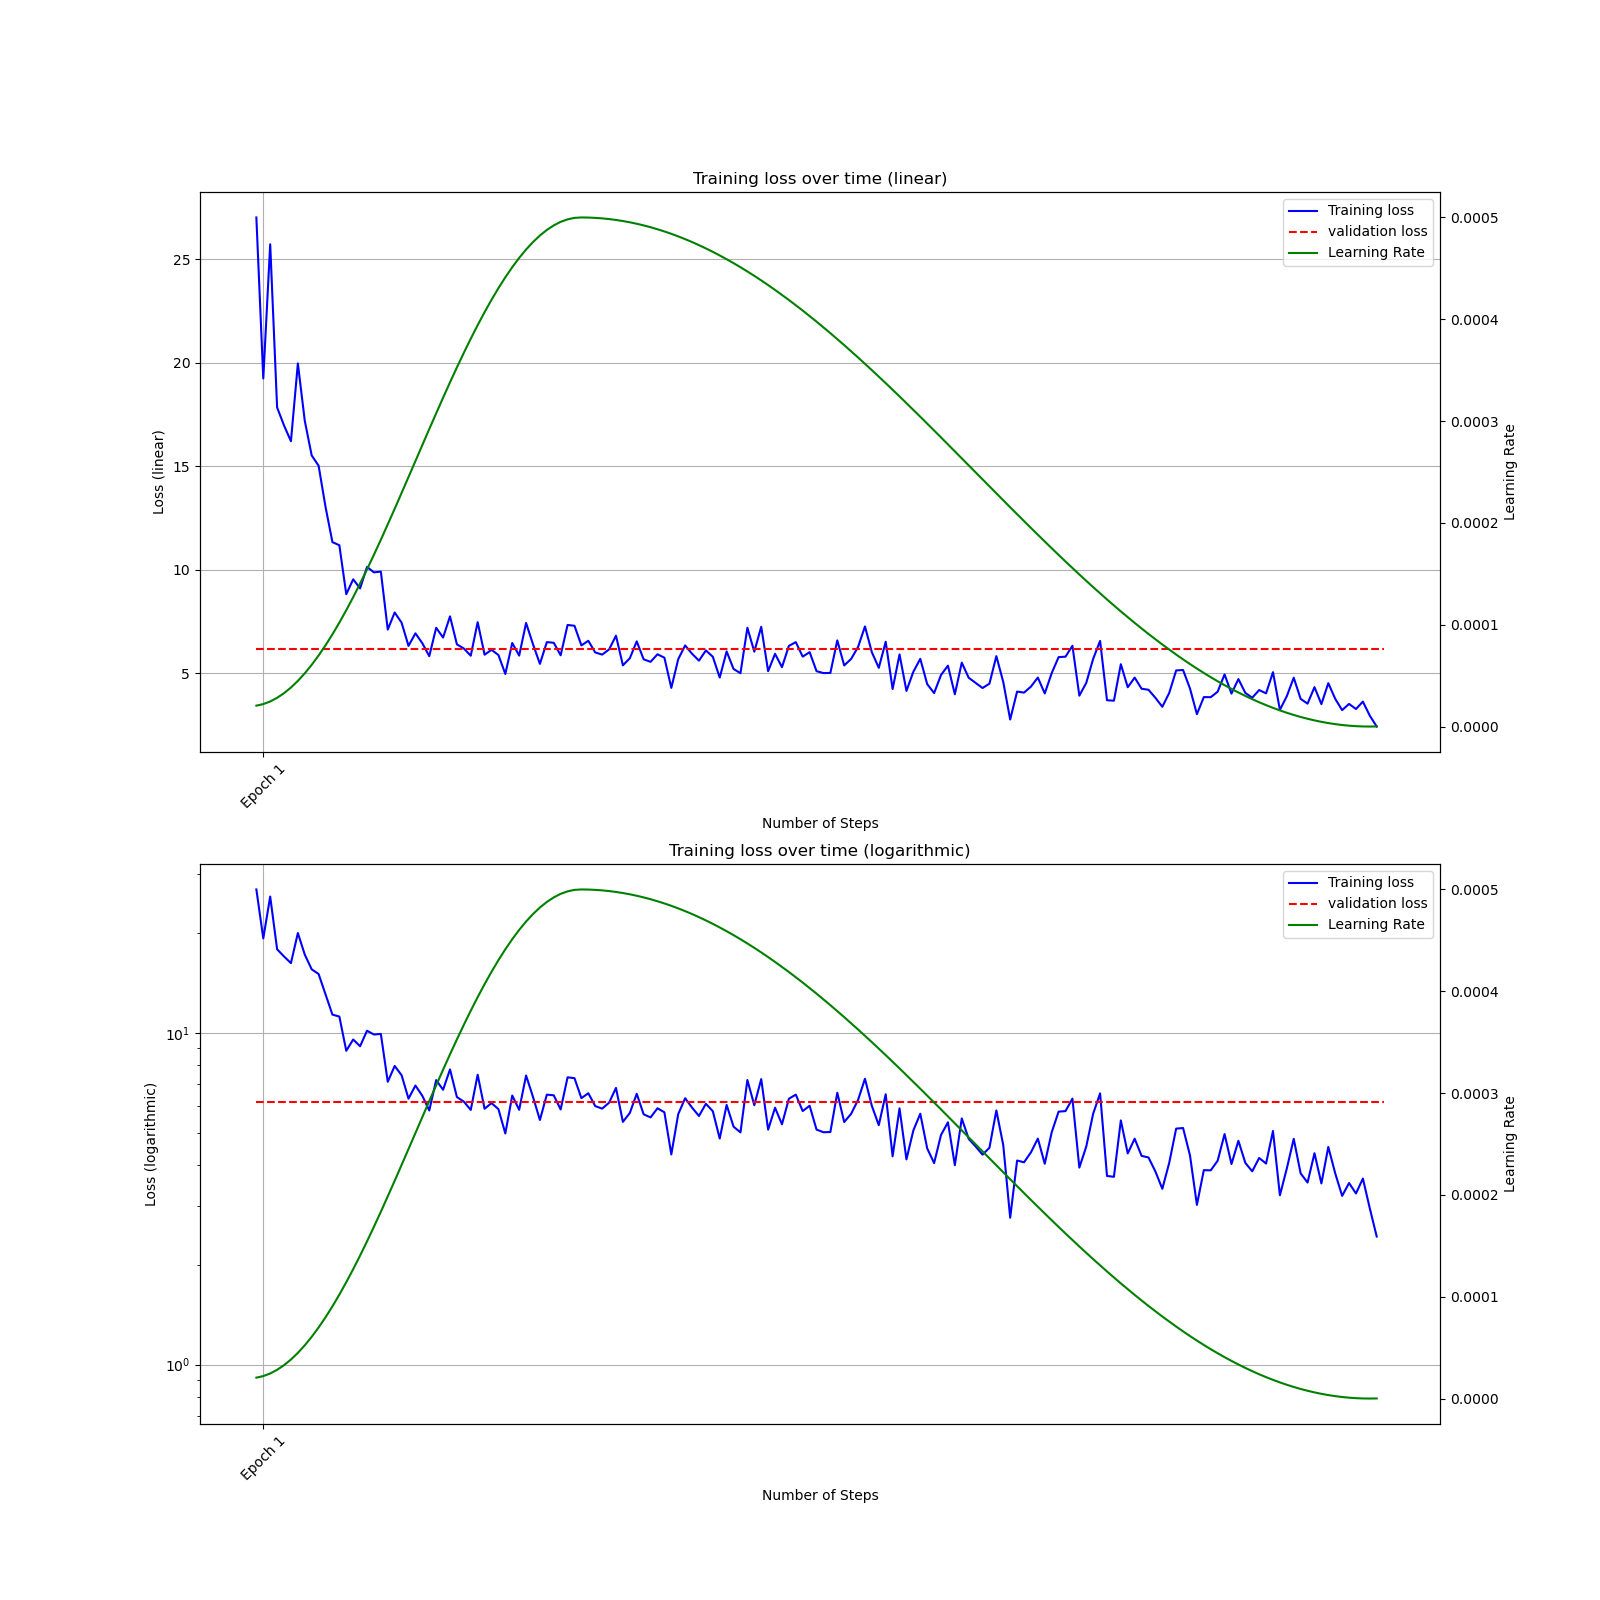 Training loss over time (linear)
Training loss
validation loss
Learning Rate
25
20
15
10
5
Loss (linear)
0.0005
0.0004
0.0003
0.0002
0.0001
0.0000
Learning Rate
Epoch 1
Number of Steps
Training loss over time (logarithmic)
Training loss
validation loss
Learning Rate
10¹
10⁰
Loss (logarithmic)
0.0005
0.0004
0.0003
0.0002
0.0001
0.0000
Learning Rate
Epoch 1
Number of Steps